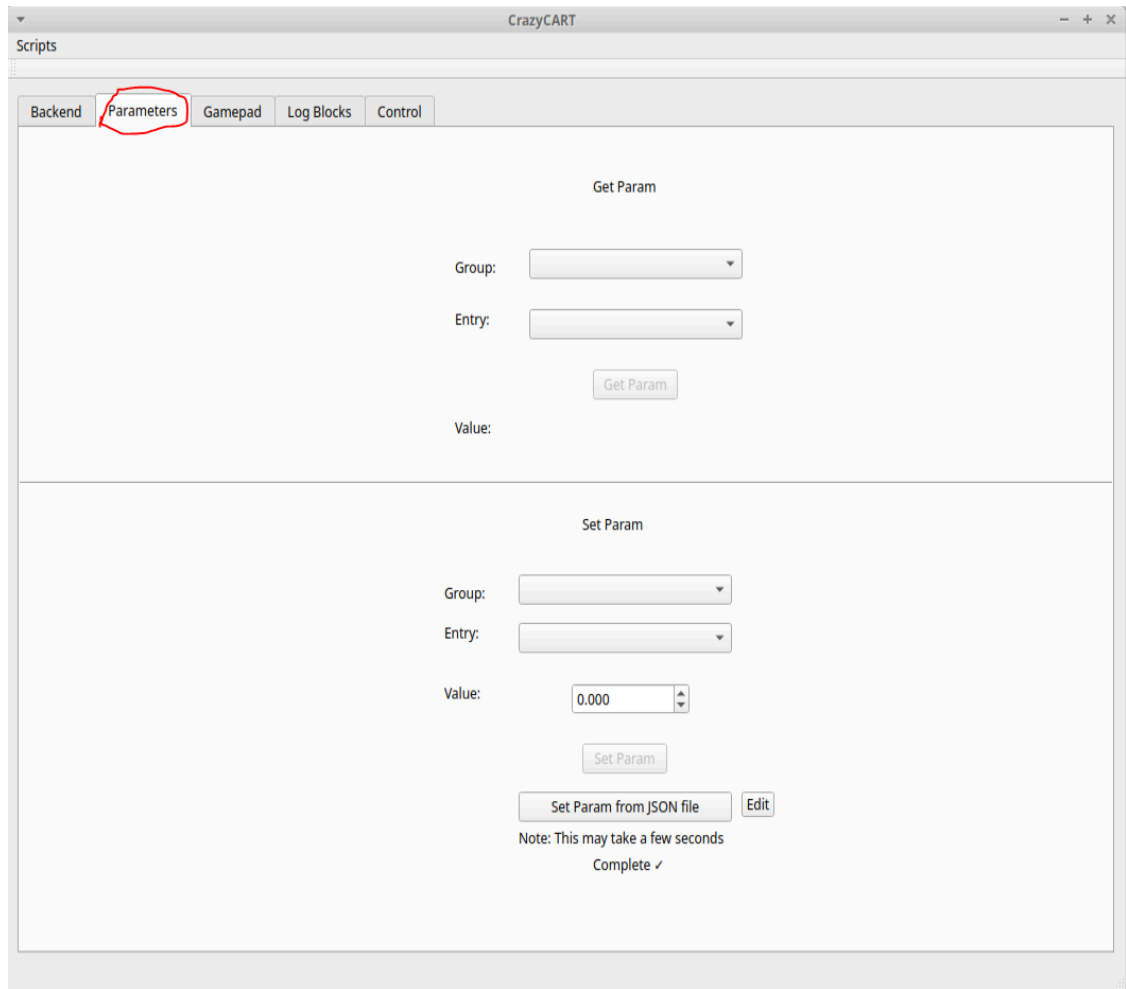 CrazyCART
Scripts
Backend Parameters Gamepad Log Blocks Control
Get Param
Group:
Entry:
Get Param
Value:
Set Param
Group:
Entry:
Value: 0.000
Set Param
Set Param from JSON file Edit
Note: This may take a few seconds
Complete ✓